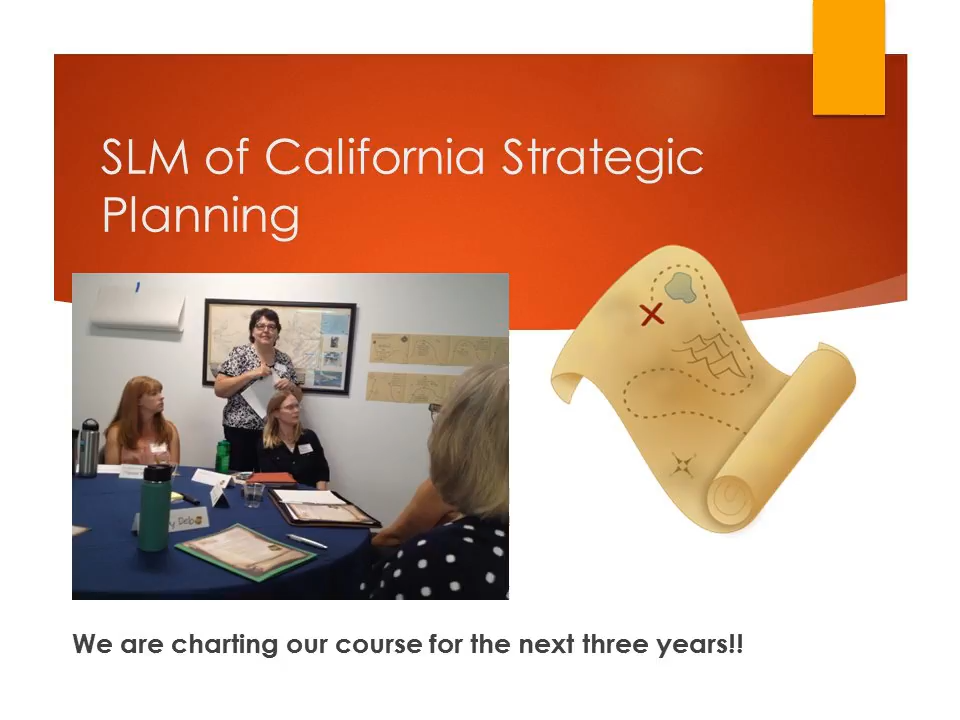 SLM of California Strategic
Planning
We are charting our course for the next three years!!